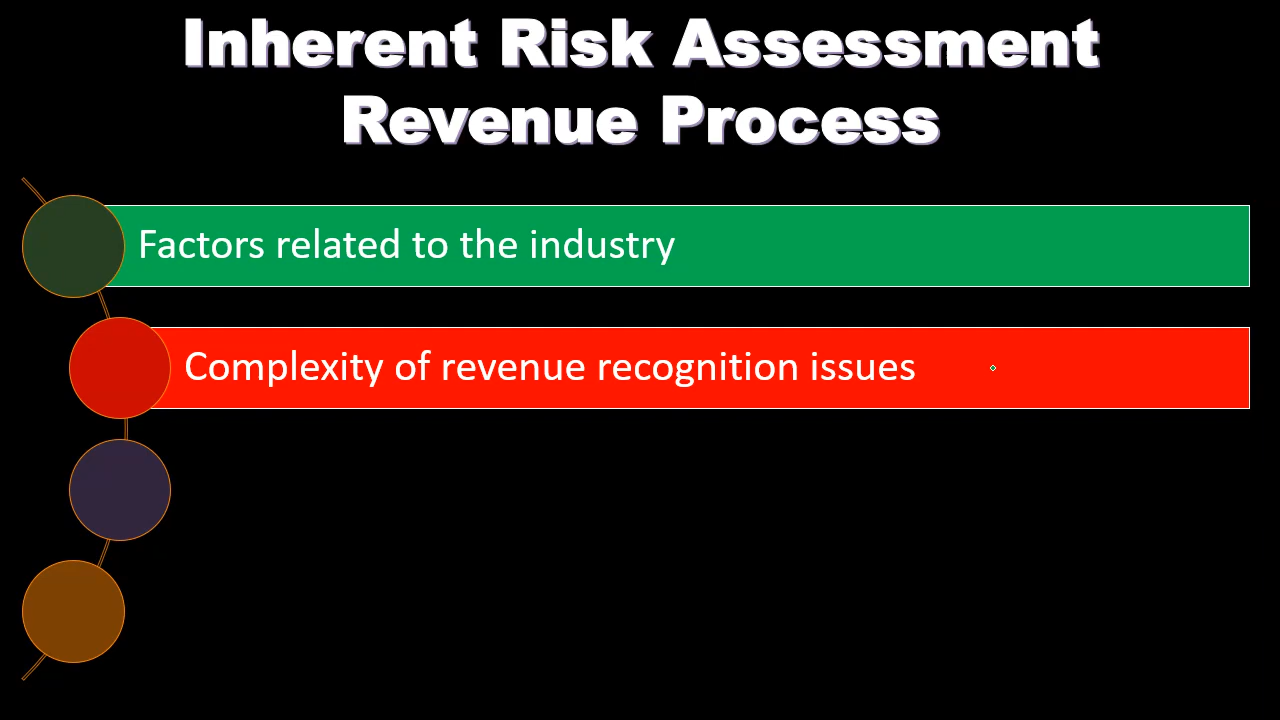 Inherent Risk Assessment
Revenue Process
Factors related to the industry
Complexity of revenue recognition issues